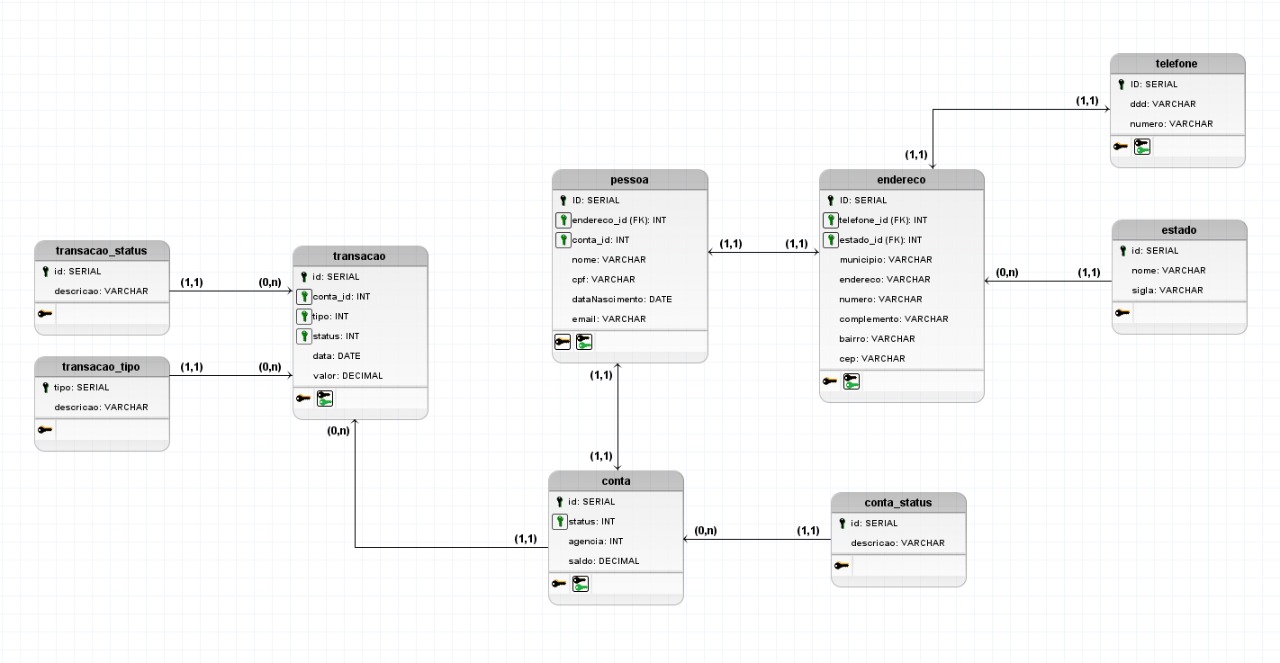 telefone
ID: SERIAL
ddd: VARCHAR
numero: VARCHAR
(1,1)
(1,1)
pessoa
ID: SERIAL
endereco_id (FK): INT
conta_id: INT
nome: VARCHAR
cpf: VARCHAR
dataNascimento: DATE
email: VARCHAR
(1,1)
(1,1)
endereco
ID: SERIAL
telefone_id (FK): INT
estado_id (FK): INT
municipio: VARCHAR
endereco: VARCHAR
numero: VARCHAR
complemento: VARCHAR
bairro: VARCHAR
cep: VARCHAR
(0,n)
(1,1)
estado
id: SERIAL
nome: VARCHAR
sigla: VARCHAR
transacao_status
id: SERIAL
descricao: VARCHAR
(1,1)
(0,n)
transacao
id: SERIAL
conta_id: INT
tipo: INT
status: INT
data: DATE
valor: DECIMAL
transacao_tipo
tipo: SERIAL
descricao: VARCHAR
(1,1)
(0,n)
(0,n)
(1,1)
(1,1)
(1,1)
conta
id: SERIAL
status: INT
agencia: INT
saldo: DECIMAL
(0,n)
(1,1)
conta_status
id: SERIAL
descricao: VARCHAR